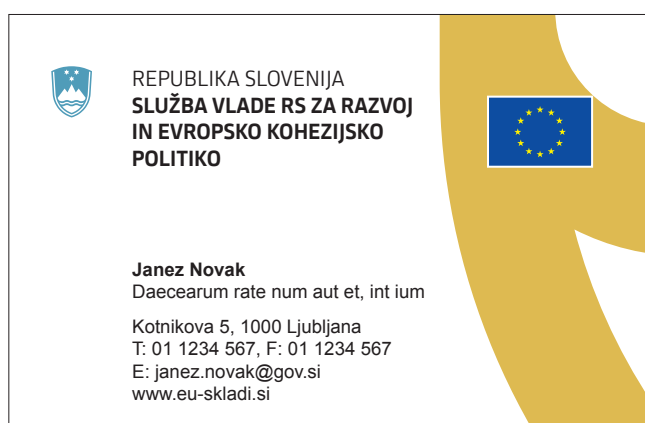 REPUBLIKA SLOVENIJA
SLUŽBA VLADE RS ZA RAZVOJ
IN EVROPSKO KOHEZIJSKO
POLITIKO
Janez Novak
Daecearum rate num aut et, int ium
Kotnikova 5, 1000 Ljubljana
T: 01 1234 567, F: 01 1234 567
E: janez.novak@gov.si
www.eu-skladi.si